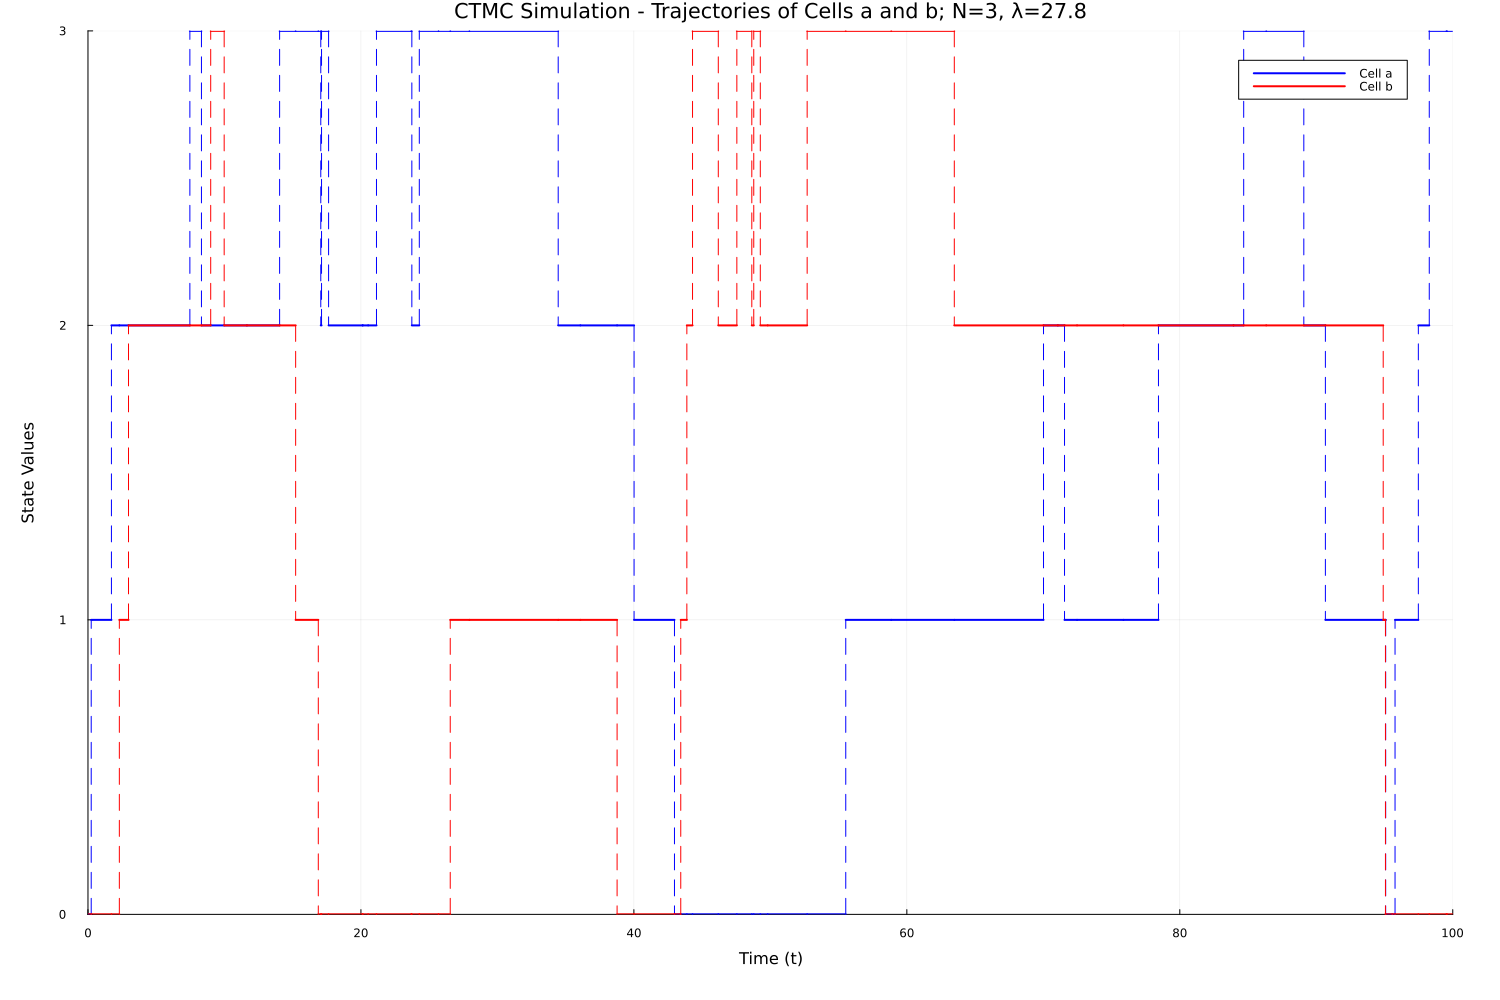 CTMC Simulation - Trajectories of Cells a and b; N=3, λ=27.8
3
Cell a
Cell b
2
State Values
1
0
0 20 40 60 80 100
Time (t)